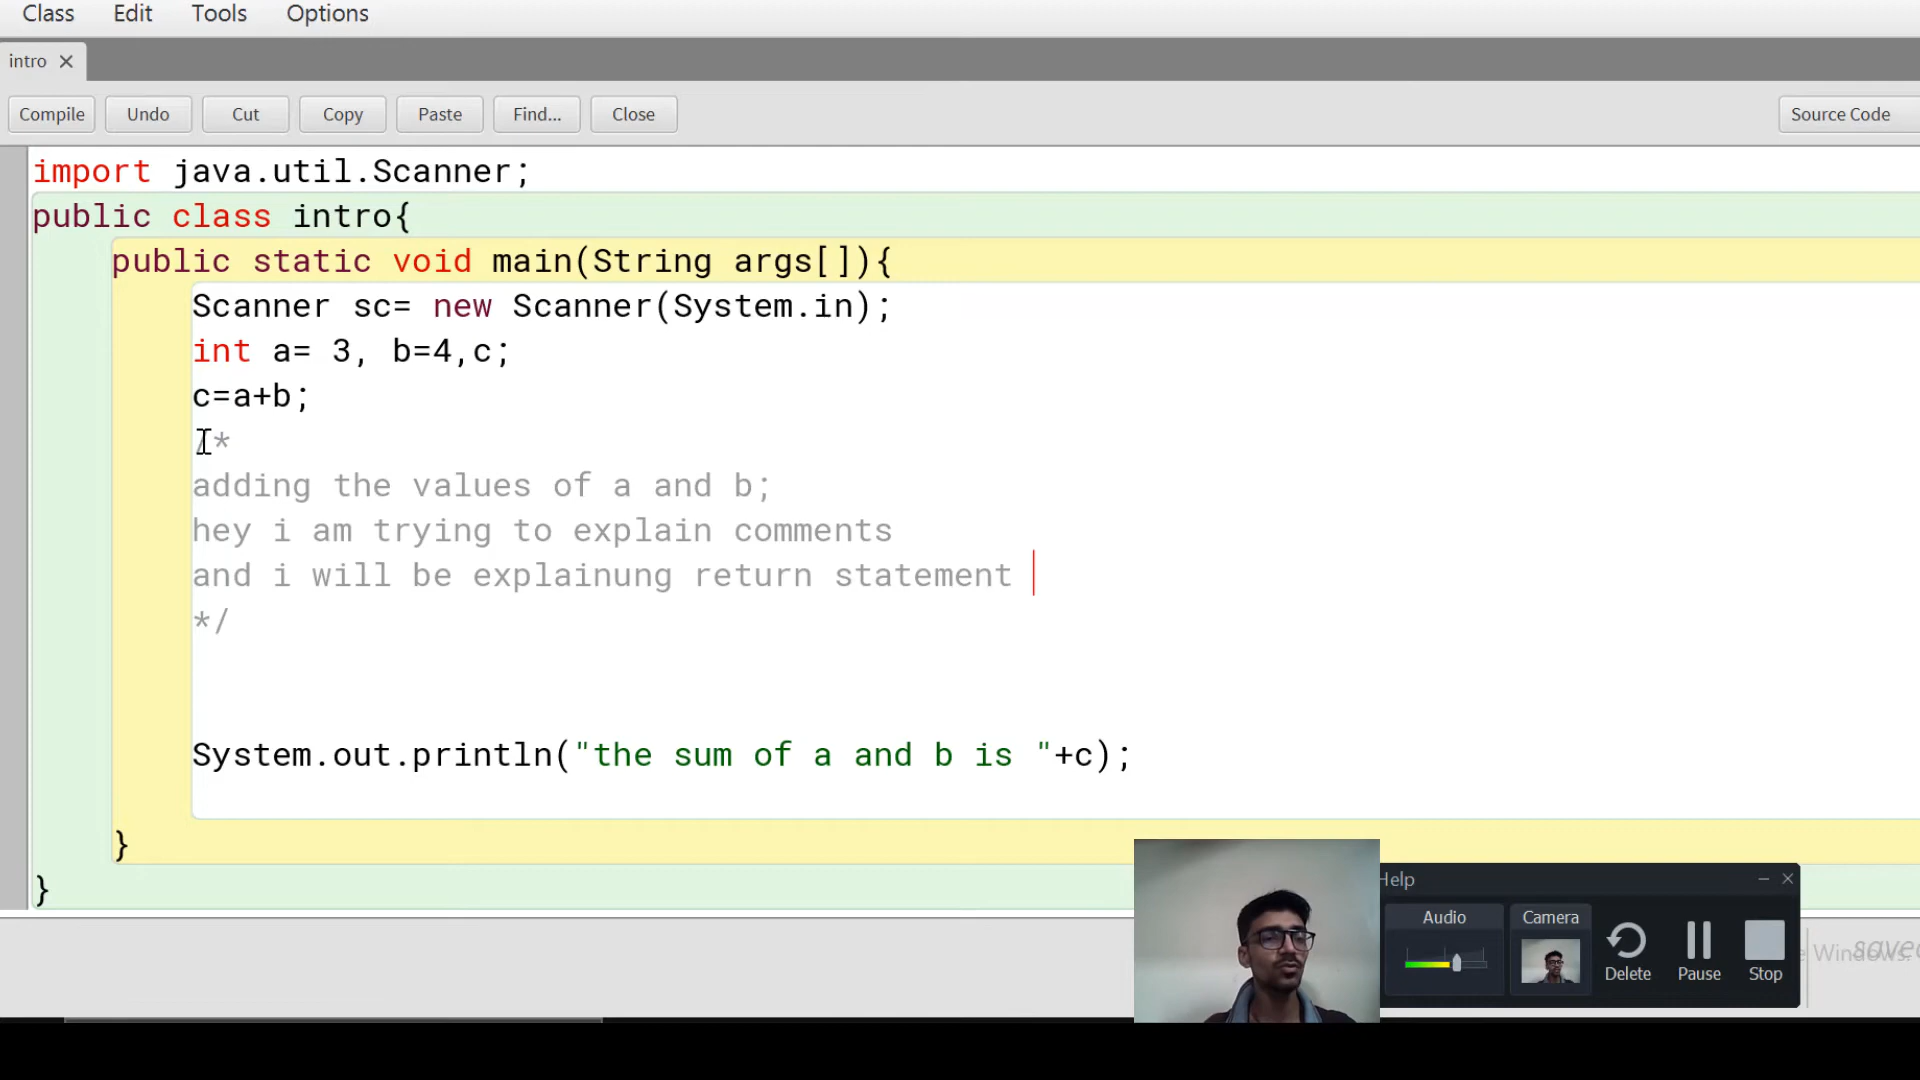 Class Edit Tools Options
intro
Compile Undo Cut Copy Paste Find... Close Source Code
import java.util.Scanner;
public class intro{
public static void main(String args[]){
Scanner sc= new Scanner(System.in);
int a= 3, b=4,c;
c=a+b;
/*
adding the values of a and b;
hey i am trying to explain comments
and i will be explainung return statement
*/
System.out.println("the sum of a and b is "+c);
}
}
Help
Audio Camera
Delete Pause Stop
Windows.